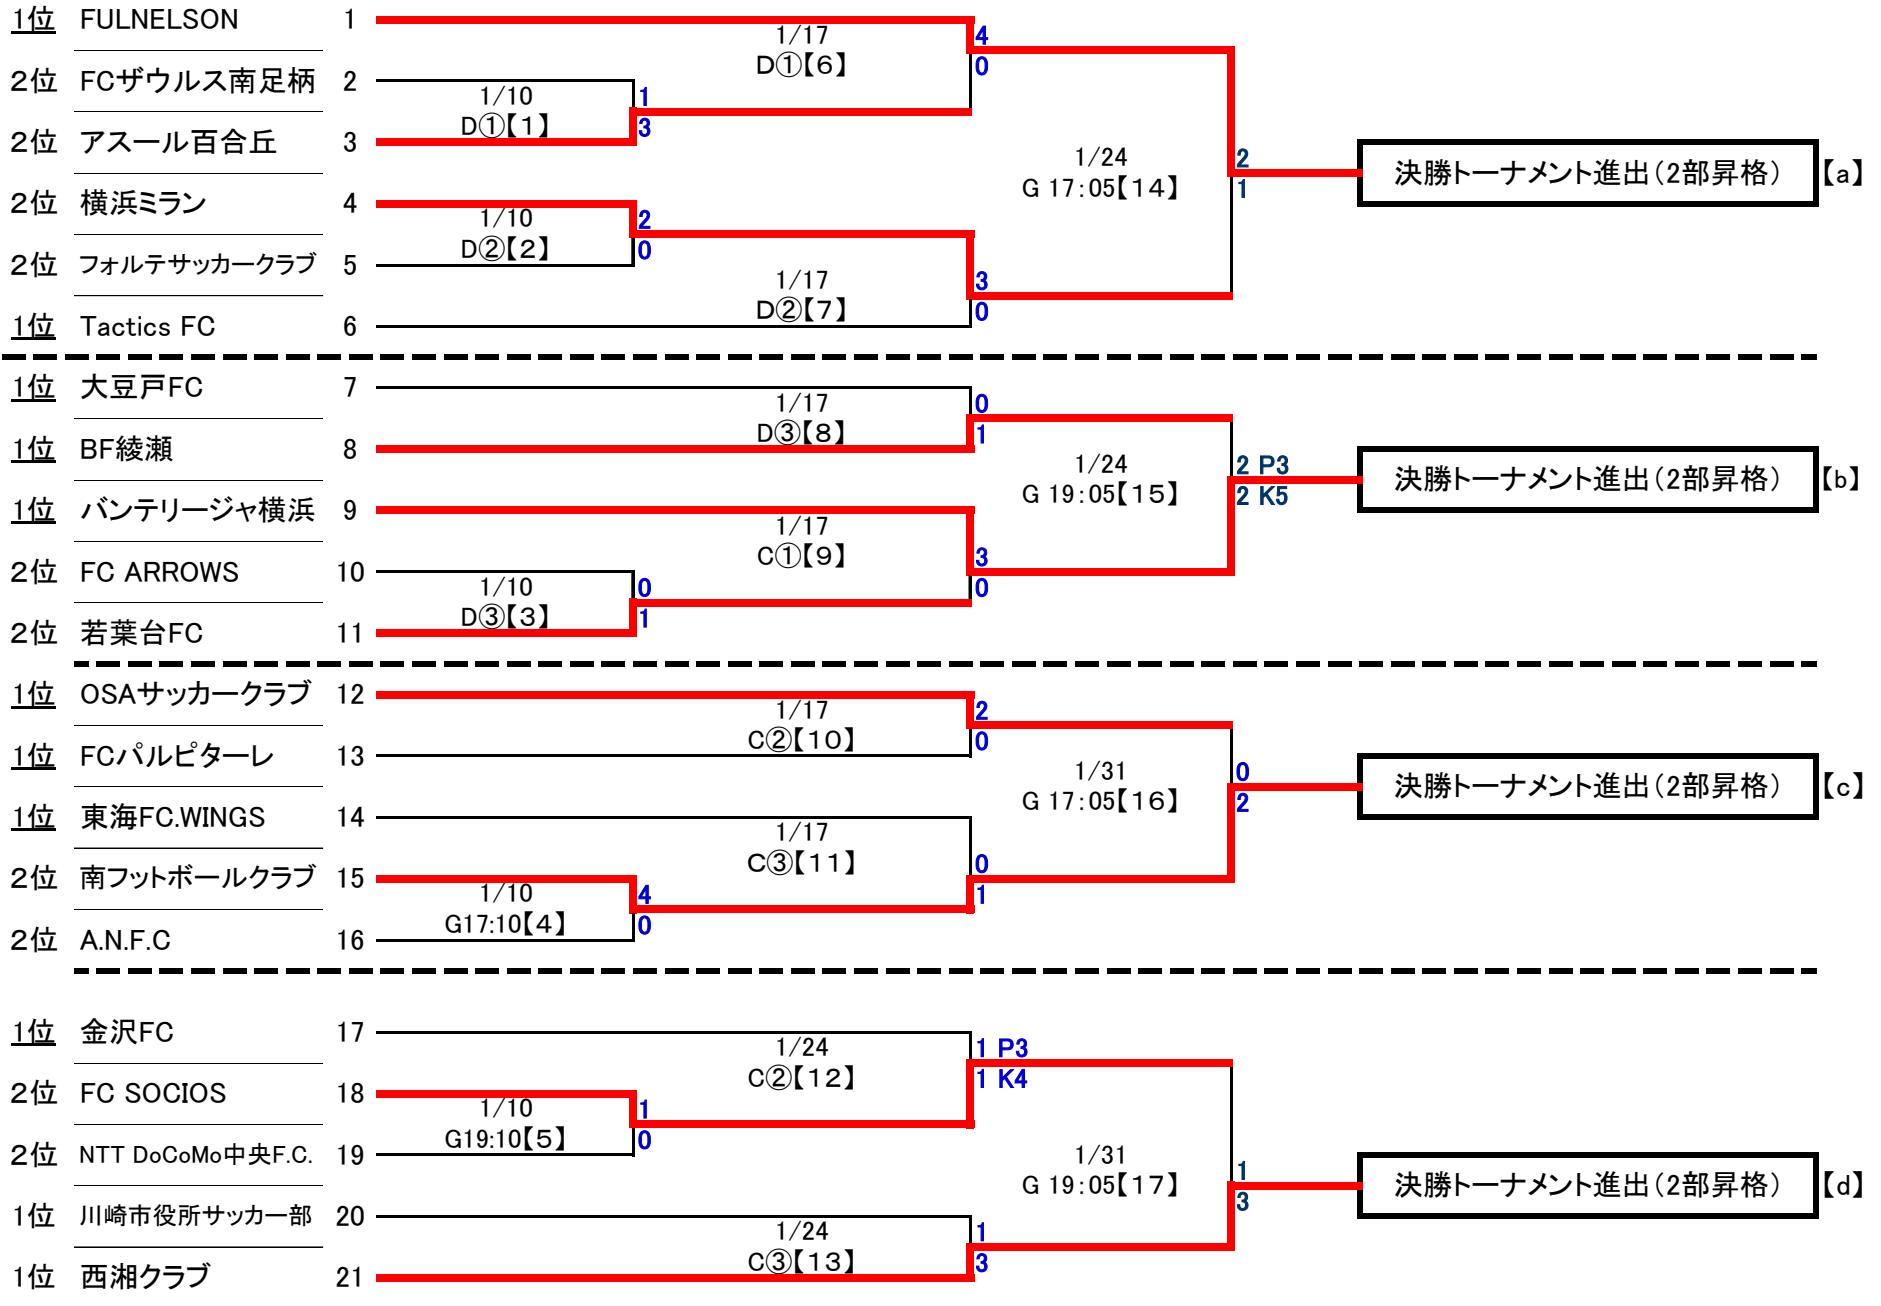 1位 FULNELSON 1
1/17 4
D①【6】 0
2位 FCザウルス南足柄 2
1/10 1
D①【1】 3
2位 アスール百合丘 3
1/24 2
G 17:05【14】 1
決勝トーナメント進出(2部昇格) 【a】
2位 横浜ミラン 4
1/10 2
D②【2】 0
2位 フォルテサッカークラブ 5
1/17 3
D②【7】 0
1位 Tactics FC 6
1位 大豆戸FC 7
1/17 0
D③【8】 1
1位 BF綾瀬 8
1/24 2 P3
G 19:05【15】 2 K5
決勝トーナメント進出(2部昇格) 【b】
1位 バンテリージャ横浜 9
1/17 3
C①【9】 0
2位 FC ARROWS 10
1/10 0
D③【3】 1
2位 若葉台FC 11
1位 OSAサッカークラブ 12
1/17 2
C②【10】 0
1位 FCパルピターレ 13
1/31 0
G 17:05【16】 2
決勝トーナメント進出(2部昇格) 【c】
1位 東海FC.WINGS 14
1/17 0
C③【11】 1
2位 南フットボールクラブ 15
1/10 4
G17:10【4】 0
2位 A.N.F.C 16
1位 金沢FC 17
1/24 1 P3
C②【12】 1 K4
2位 FC SOCIOS 18
1/10 1
G19:10【5】 0
2位 NTT DoCoMo中央F.C. 19
1/31 1
G 19:05【17】 3
決勝トーナメント進出(2部昇格) 【d】
1位 川崎市役所サッカー部 20
1/24 1
C③【13】 3
1位 西湘クラブ 21